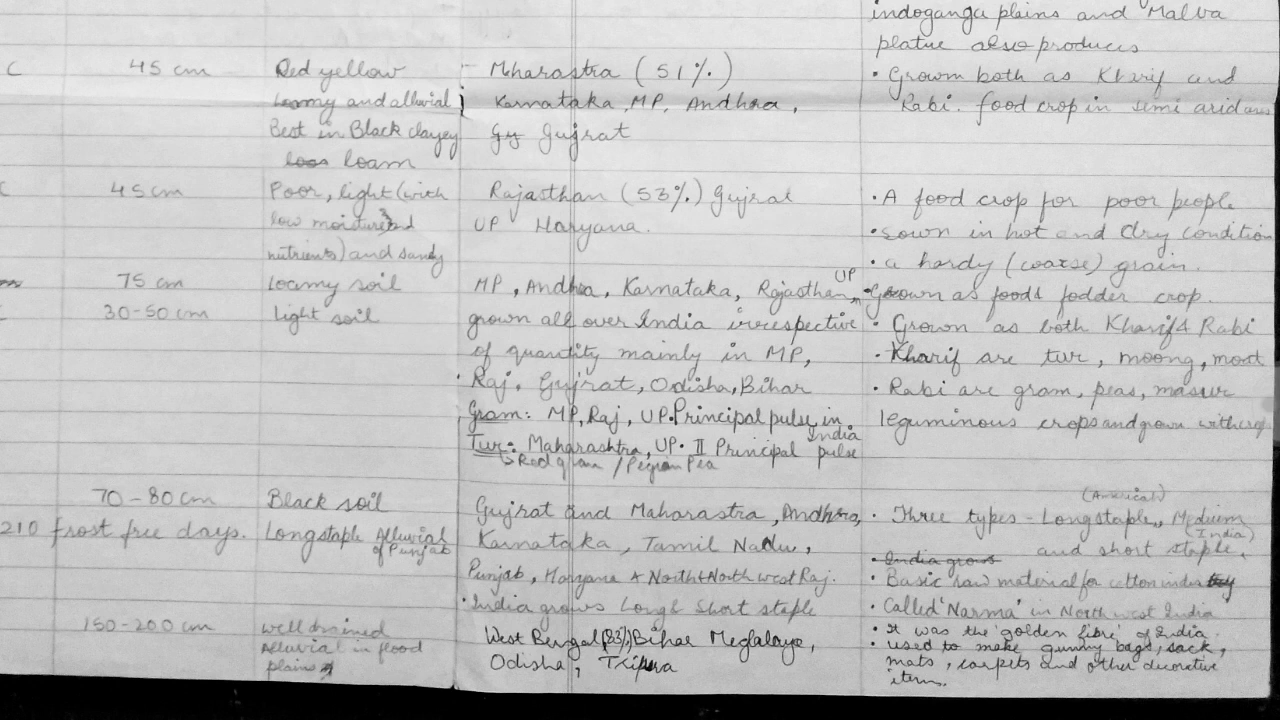 indoganga plains and Malva
platue also produces
C 45 cm Red yellow Mharastra (51%) • Grown both as Kharif and
loamy and alluvial Karnataka, MP, Andhra, Rabi. food crop in semi arid areas
Best in Black clayey Gujrat
loam
C 45 cm Poor, light (with Rajasthan (53%) Gujrat • A food crop for poor people
low moisture and UP Haryana. • sown in hot and dry condition
nutrients) and sandy • a hardy (coarse) grain.
UP
75 cm Loamy soil MP, Andhra, Karnataka, Rajasthan, • Grown as food & fodder crop.
30-50 cm Light soil grown all over India irrespective • Grown as both Kharif & Rabi
of quantity mainly in MP, • Kharif are tur, moong, moot
• Raj. Gujrat, Odisha, Bihar • Rabi are gram, peas, masur
Gram: MP, Raj, UP. Principal pulse in leguminous crops and grown with
India
Tur: Maharashtra, UP. II Principal pulse
Red gram / Pegion Pea
(American)
70-80 cm Black soil Gujrat and Maharastra, Andhra, • Three types - Long staple, Medium
(India)
210 frost free days. Longstaple Alluvial Karnataka, Tamil Nadu, and short staple.
of Punjab • India grows
Punjab, Haryana & North & North west Raj. • Basic raw material for cotton
• India grows Long & Short staple • Called 'Narma' in North west India
150-200 cm well drained West Bengal (83%) Bihar Meglalaya, • It was the 'golden fibre' of India.
Alluvial in flood Odisha, Tripura • used to make gunny bags, sack,
plains mats, carpits and other decorative
items.